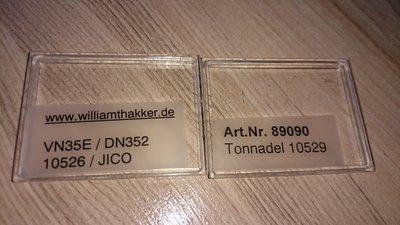 www.williamthakker.de
VN35E / DN352
10526 / JICO
Art.Nr. 89090
Tonnadel 10529